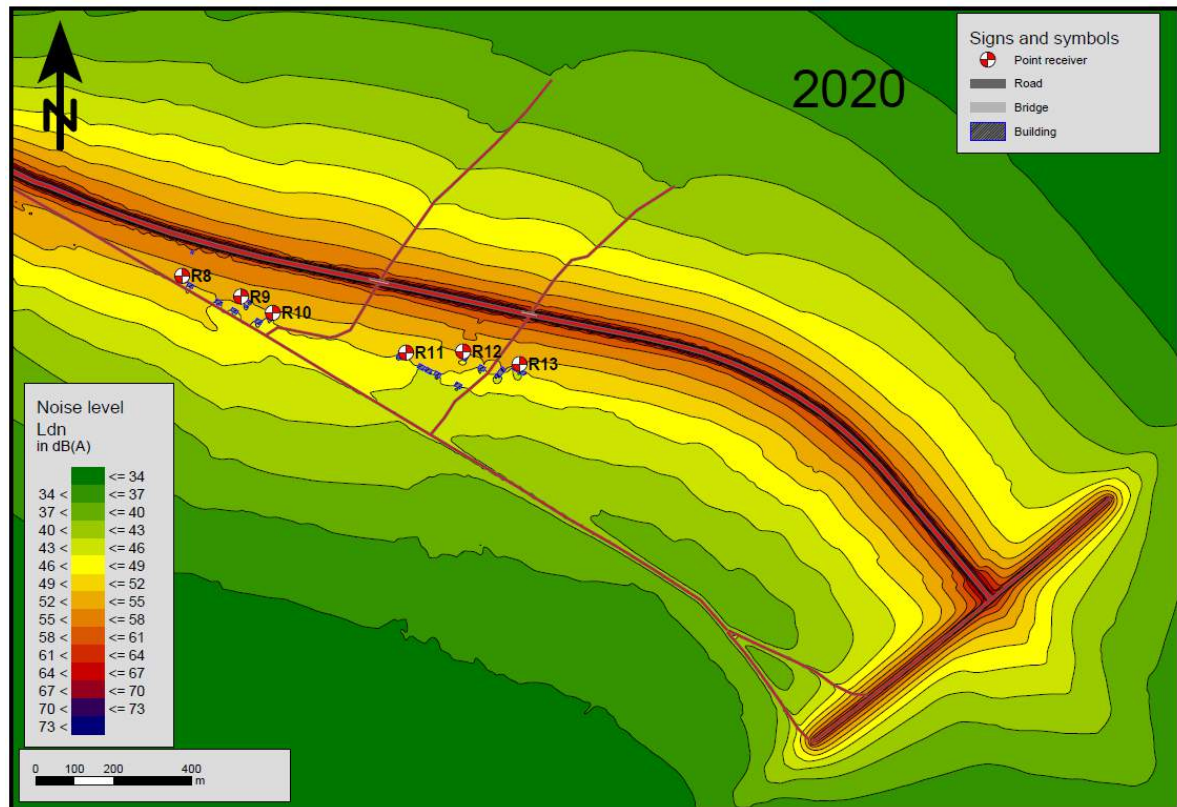 N
2020
Signs and symbols
Point receiver
Road
Bridge
Building
R8
R9
R10
R11
R12
R13
Noise level
Ldn
in dB(A)
<= 34
34 < <= 37
37 < <= 40
40 < <= 43
43 < <= 46
46 < <= 49
49 < <= 52
52 < <= 55
55 < <= 58
58 < <= 61
61 < <= 64
64 < <= 67
67 < <= 70
70 < <= 73
73 <
0 100 200 400
m